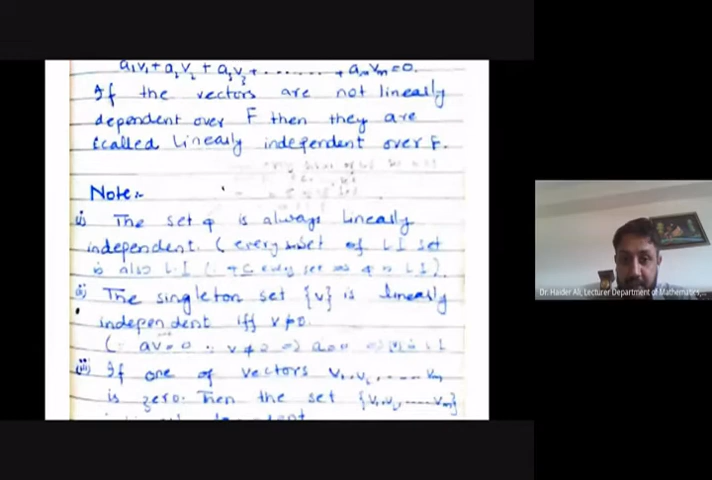 a₁v₁ + a₂v₂ + a₃v₃ + ....... + aₘvₘ = 0.
If the vectors are not linearly
dependent over F then they are
called Linearly independent over F.
Note:-
(i) The set φ is always linearly
independent. (every subset of L I set
is also L.I (∵ φ ⊆ every set ⇒ φ is L I).
(ii) The singleton set {v} is linearly
independent iff v≠0.
(∵ av=0 ∵ v≠0 ⇒ a=0 ⇒ L I
(iii) If one of vectors v₁, v₂, ..... vₘ
is zero. Then the set {v₁, v₂, ..... vₘ}
Dr. Haider Ali, Lecturer Department of Mathematics,...